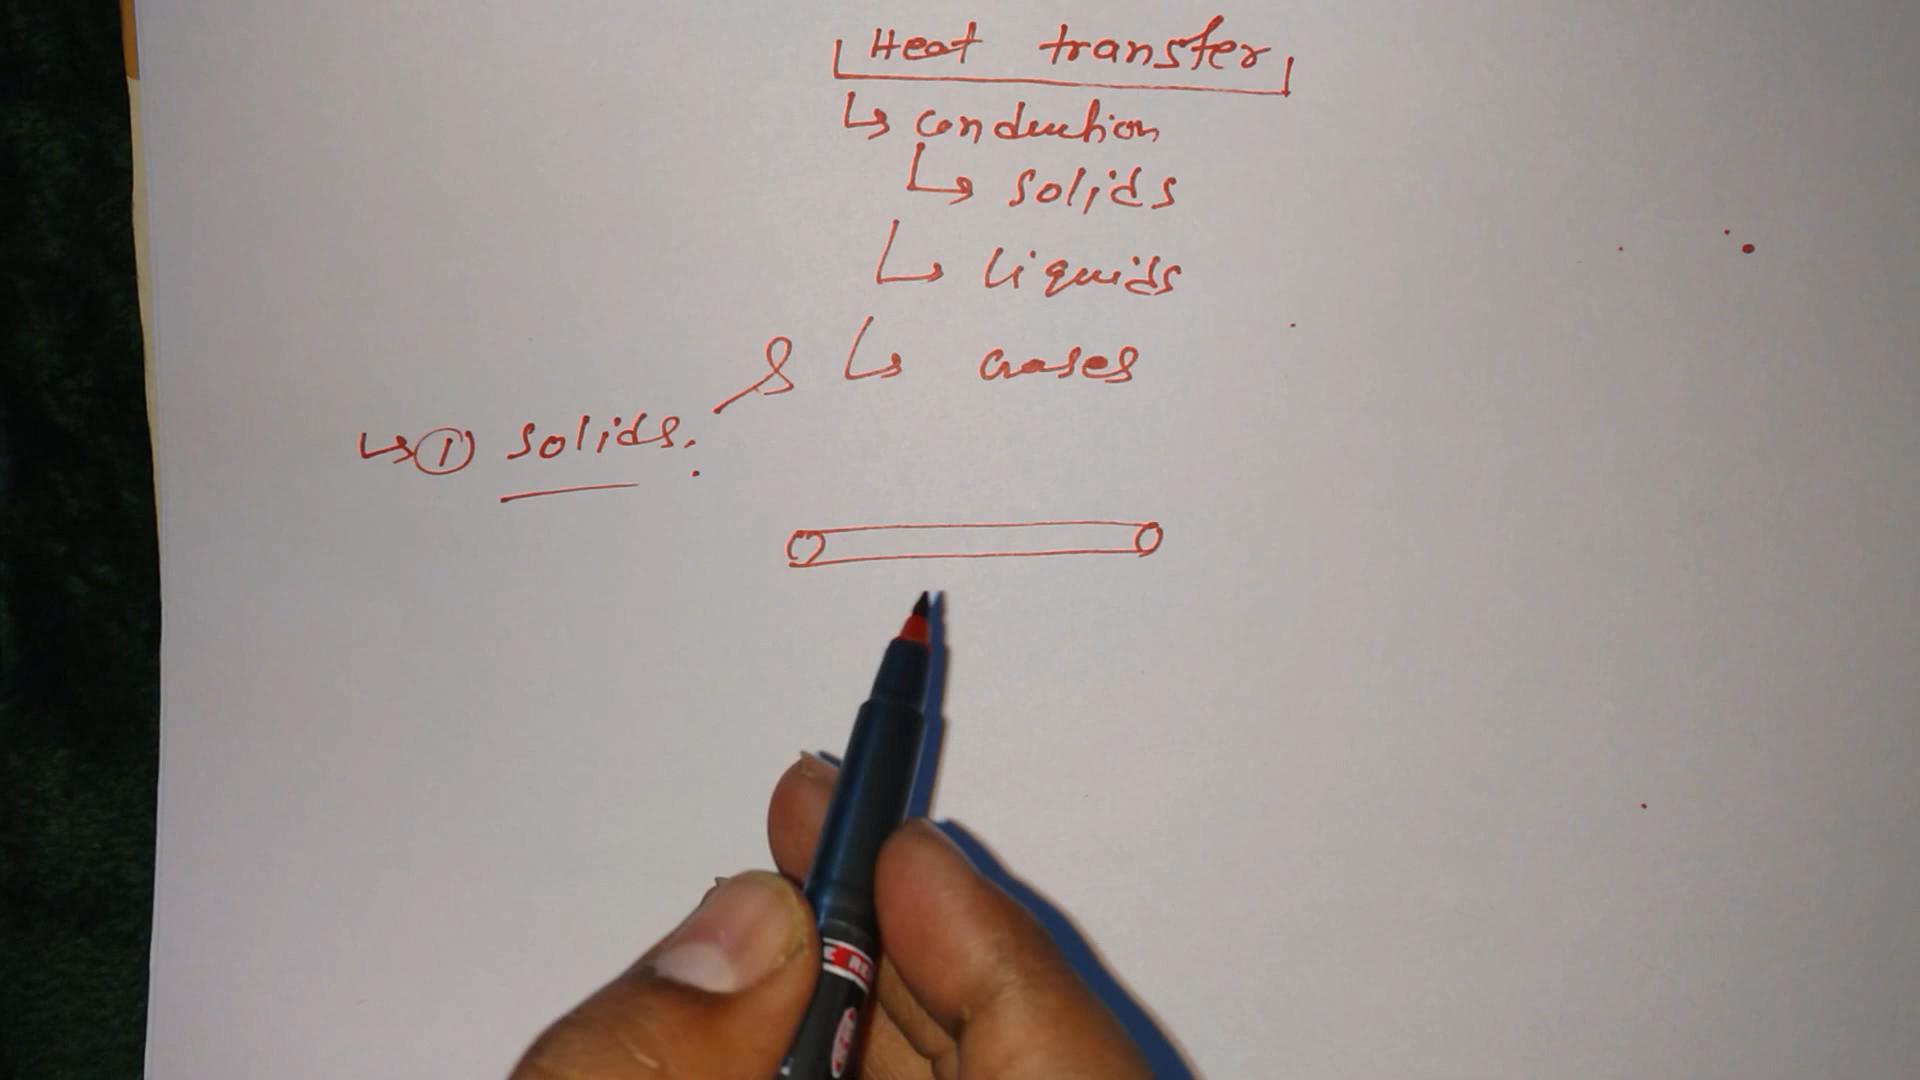 Heat transfer
↳ conduction
↳ solids
↳ liquids
& ↳ Gases
↳ ① solids.